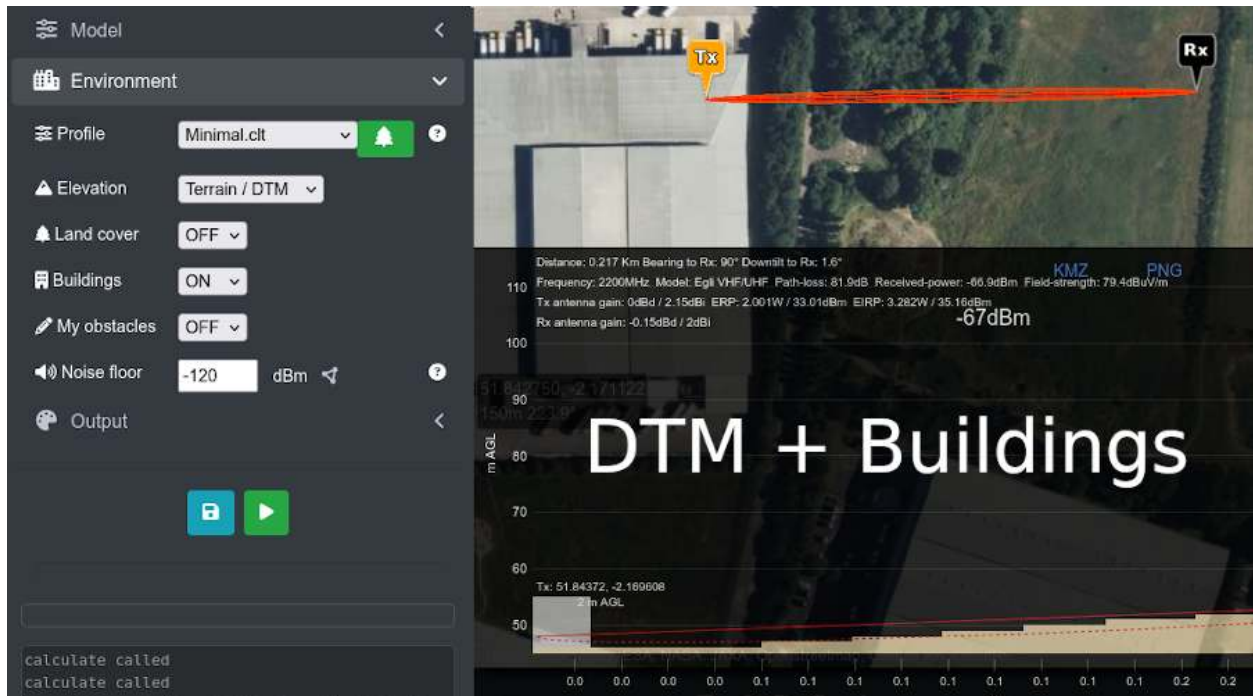 Model
Environment
Profile Minimal.clt
Elevation Terrain / DTM
Land cover OFF
Buildings ON
My obstacles OFF
Noise floor -120 dBm
Output
calculate called
calculate called
Tx
Rx
Distance: 0.217 Km Bearing to Rx: 90° Downtilt to Rx: 1.6°
Frequency: 2200MHz Model: Egli VHF/UHF Path-loss: 81.9dB Received-power: -66.9dBm Field-strength: 79.4dBuV/m
Tx antenna gain: 0dBd / 2.15dBi ERP: 2.001W / 33.01dBm EIRP: 3.282W / 35.16dBm
Rx antenna gain: -0.15dBd / 2dBi
KMZ PNG
-67dBm
51.842750, -2.171122
DTM + Buildings
m AGL
110
100
90
80
70
60
50
Tx: 51.84372, -2.169608
2 m AGL
0.0 0.0 0.0 0.0 0.1 0.1 0.1 0.1 0.1 0.1 0.1 0.1 0.1 0.2 0.2